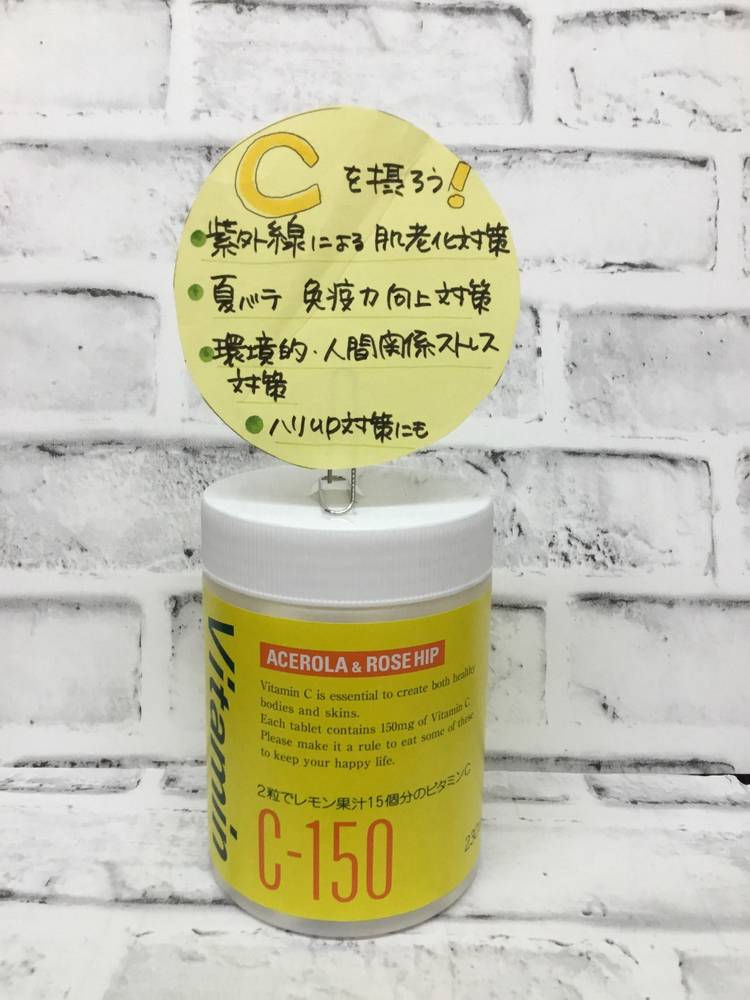 Cを摂ろう!
●紫外線による肌老化対策
●夏バテ 免疫力向上対策
●環境的・人間関係ストレス
対策
●ハリup対策にも
Vitamin
ACEROLA & ROSE HIP
Vitamin C is essential to create both healthy
bodies and skins.
Each tablet contains 150mg of Vitamin C.
Please make it a rule to eat some of these
to keep your happy life.
2粒でレモン果汁15個分のビタミンC
C-150